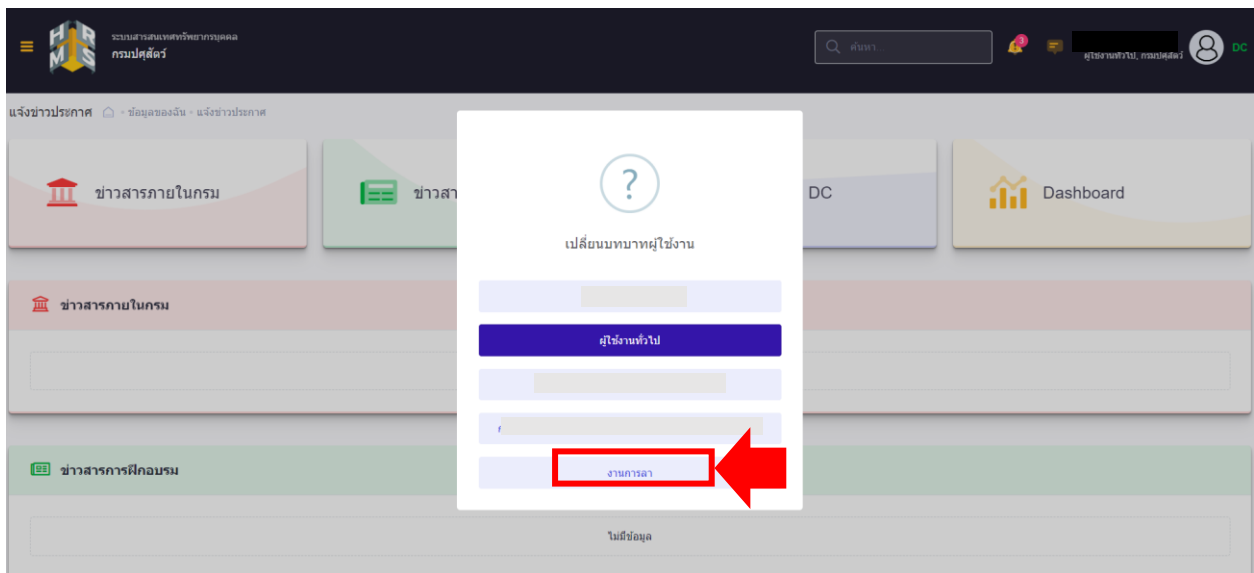 HR
MS
ระบบสารสนเทศทรัพยากรบุคคล
กรมปศุสัตว์
ค้นหา ..
3
ผู้ใช้งานทั่วไป, กรมปศุสัตว์
DC
แจ้งข่าวประกาศ - ข้อมูลของฉัน - แจ้งข่าวประกาศ
ข่าวสารภายในกรม
ข่าวสา
DC
Dashboard
?
เปลี่ยนบทบาทผู้ใช้งาน
ผู้ใช้งานทั่วไป
งานการลา
ข่าวสารภายในกรม
ข่าวสารการฝึกอบรม
ไม่มีข้อมูล